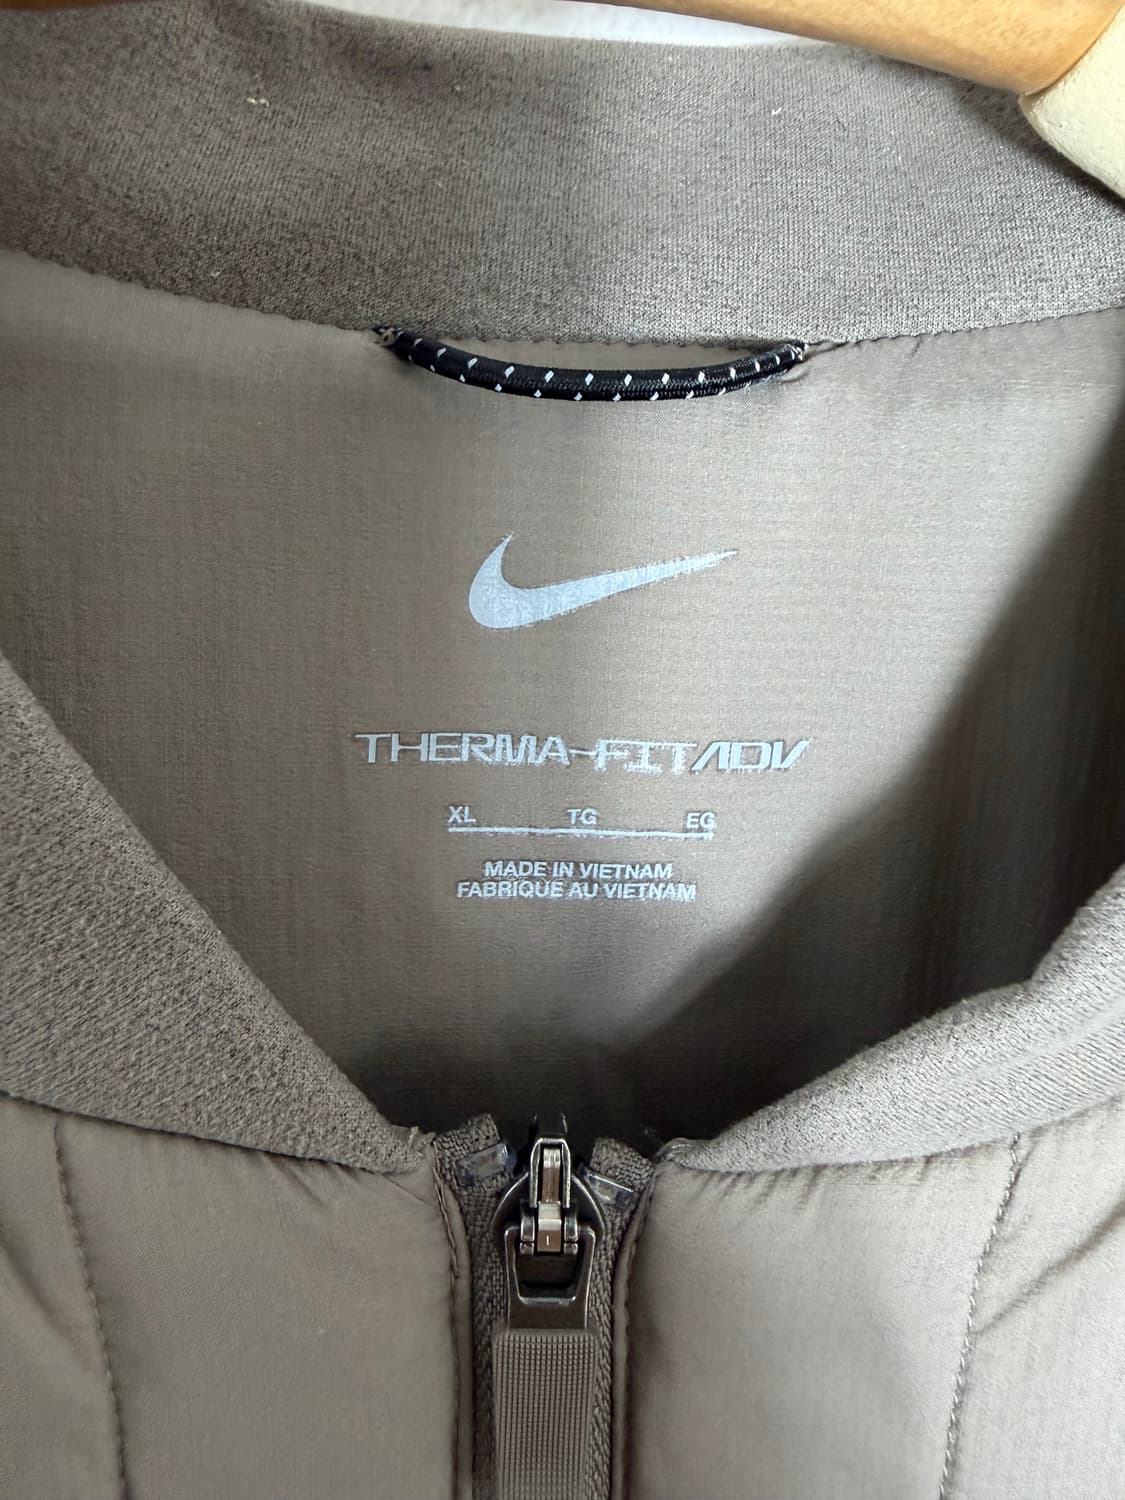 THERMA-FIT ADV
XL TG EG
MADE IN VIETNAM
FABRIQUE AU VIETNAM